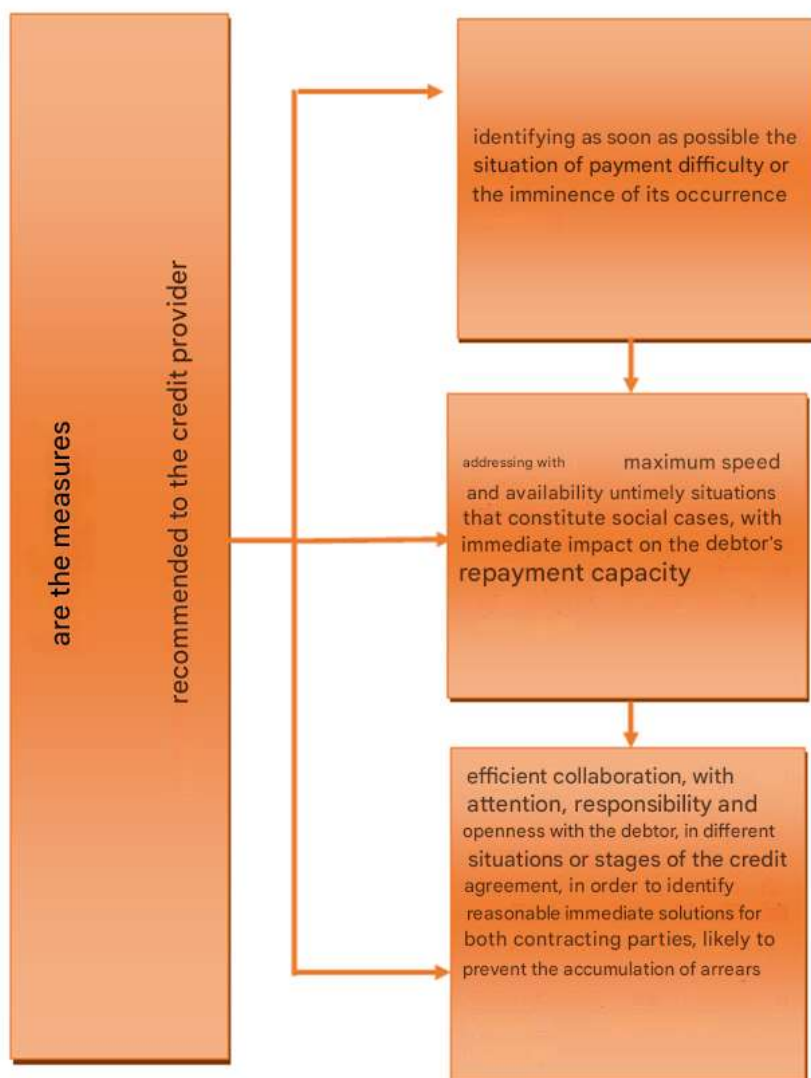 are the measures
recommended to the credit provider
identifying as soon as possible the
situation of payment difficulty or
the imminence of its occurrence
addressing with maximum speed
and availability untimely situations
that constitute social cases, with
immediate impact on the debtor's
repayment capacity
efficient collaboration, with
attention, responsibility and
openness with the debtor, in different
situations or stages of the credit
agreement, in order to identify
reasonable immediate solutions for
both contracting parties, likely to
prevent the accumulation of arrears